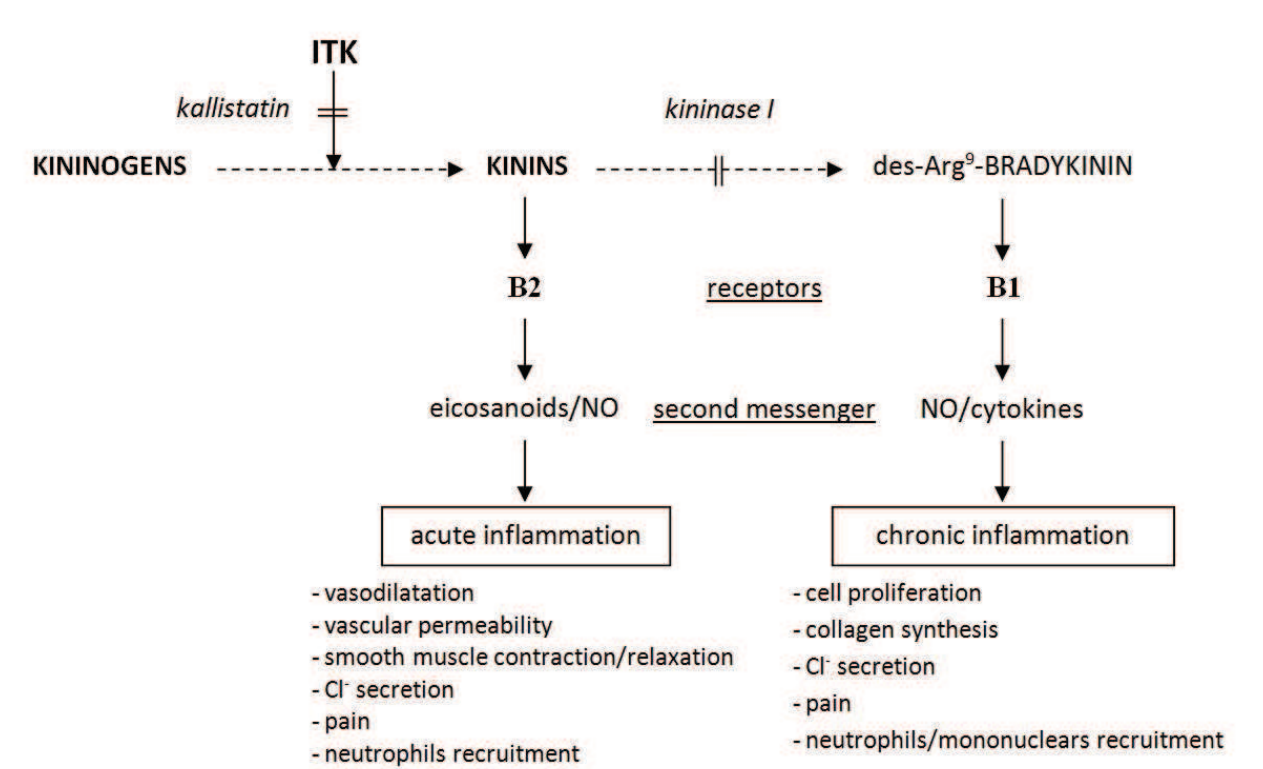 ITK
kallistatin
kininase I
KININOGENS
KININS
des-Arg⁹-BRADYKININ
B2
receptors
B1
eicosanoids/NO
second messenger
NO/cytokines
acute inflammation
chronic inflammation
- vasodilatation
- vascular permeability
- smooth muscle contraction/relaxation
- Cl⁻ secretion
- pain
- neutrophils recruitment
- cell proliferation
- collagen synthesis
- Cl⁻ secretion
- pain
- neutrophils/mononuclears recruitment